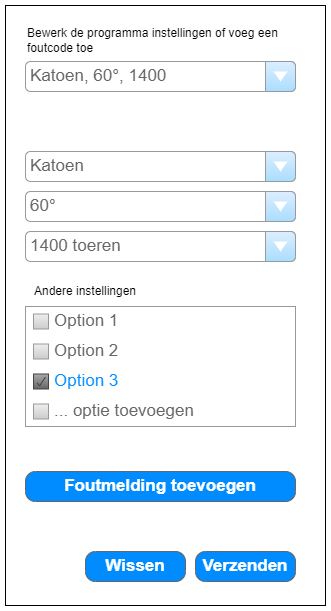 Bewerk de programma instellingen of voeg een
foutcode toe
Katoen, 60°, 1400
Katoen
60°
1400 toeren
Andere instellingen
Option 1
Option 2
Option 3
... optie toevoegen
Foutmelding toevoegen
Wissen Verzenden